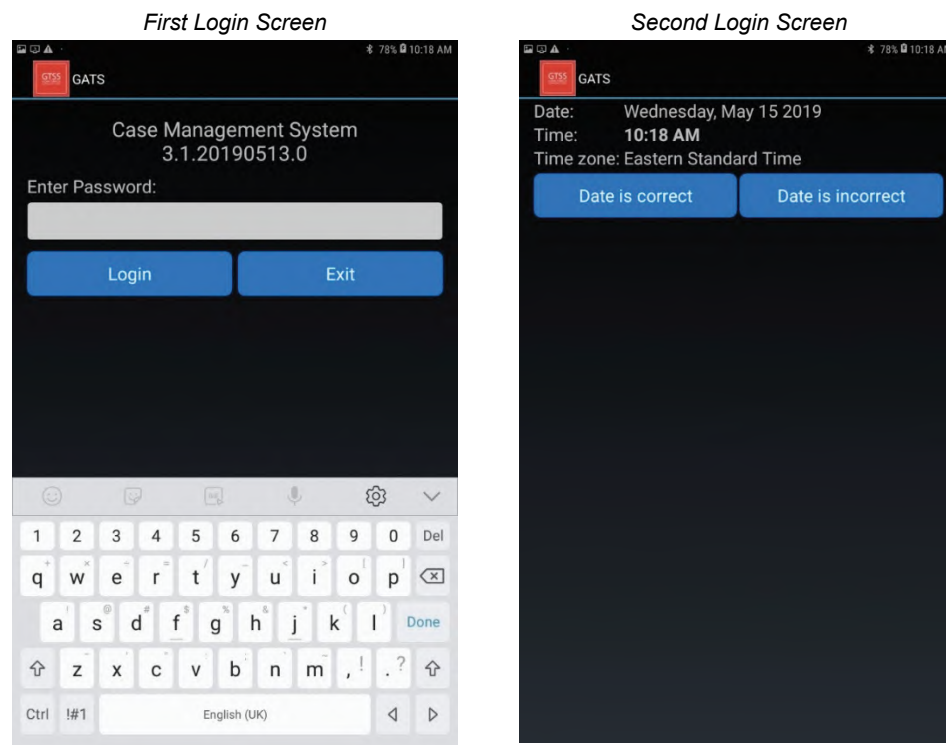 First Login Screen
78% 10:18 AM
GTSS GATS
Case Management System
3.1.20190513.0
Enter Password:
Login Exit
1 2 3 4 5 6 7 8 9 0 Del
q w e r t y u i o p
a s d f g h j k l Done
z x c v b n m , ! . ?
Ctrl !#1 English (UK)
Second Login Screen
78% 10:18 AM
GTSS GATS
Date: Wednesday, May 15 2019
Time: 10:18 AM
Time zone: Eastern Standard Time
Date is correct Date is incorrect